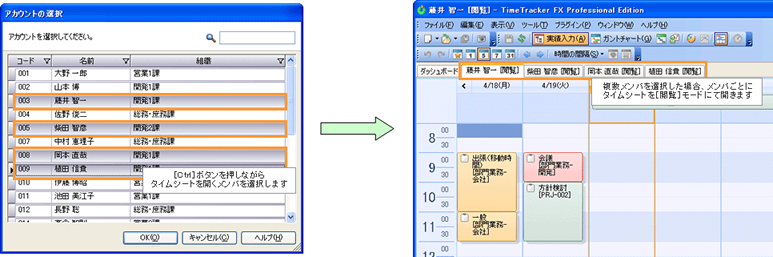 アカウントの選択
アカウントを選択してください。
コード 名前 組織
001 大野 一郎 営業1課
002 山本 博 開発1課
003 藤井 智一 開発1課
004 佐野 俊二 総務・庶務課
005 柴田 智彦 開発2課
007 中村 恵理子 総務・庶務課
008 岡本 直哉 開発1課
009 植田 信貴 開発1課
010 伊藤 博昭
011 池田 美江子 営業1課
012 長野 聡 総務・庶務課
[Ctrl]ボタンを押しながら
タイムシートを開くメンバを選択します
OK(O) キャンセル(C) ヘルプ(H)
藤井 智一 [閲覧] - TimeTracker FX Professional Edition
ファイル(F) 編集(E) 表示(V) ツール(T) プラグイン(P) ウィンドウ(W) ヘルプ(H)
実績入力(A) ガントチャート(G)
1 5 7 31 時間の間隔(S)
ダッシュボード 藤井 智一 [閲覧] 柴田 智彦 [閲覧] 岡本 直哉 [閲覧] 植田 信貴 [閲覧]
4/18(月) 4/19(火)
複数メンバを選択した場合、メンバごとに
タイムシートを[閲覧]モードにて開きます
8 00
30
9 00
30
10 00
30
11 00
30
12 00
出張(移動時間)
[部門業務-会社]
一般
[部門業務-会社]
会議
[部門業務-開発]
方針検討
[PRJ-002]